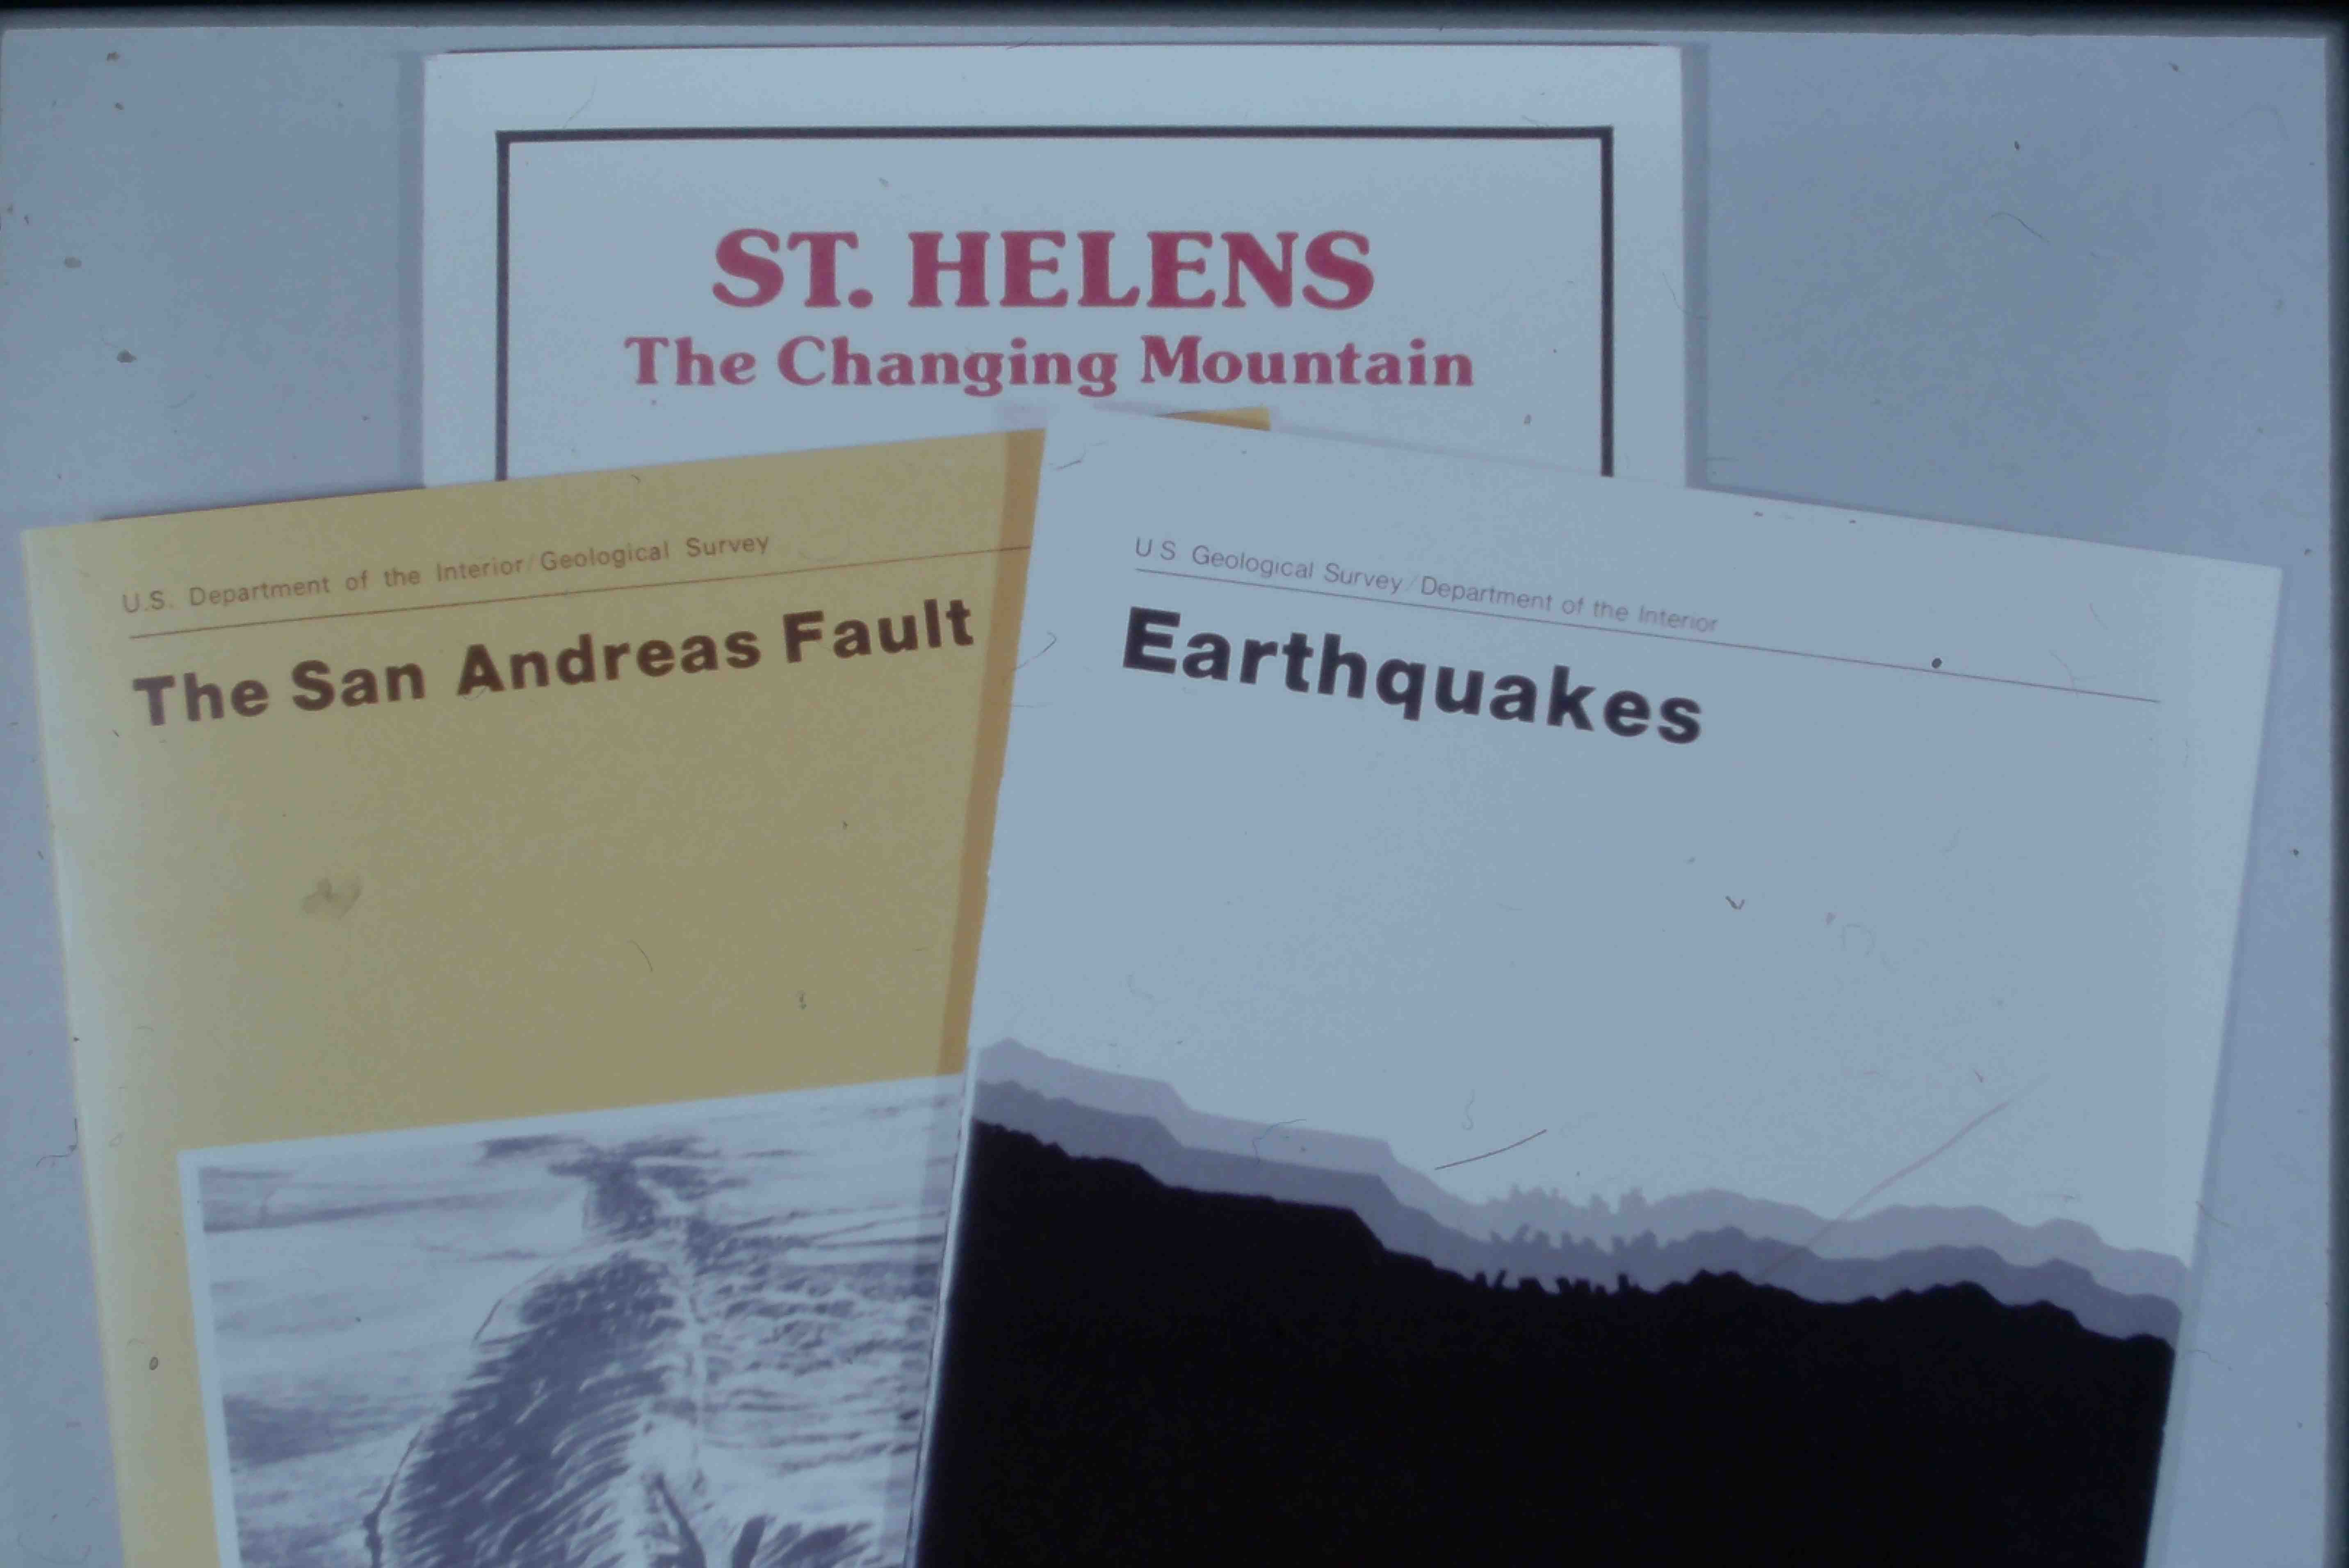 ST. HELENS
The Changing Mountain
U.S. Department of the Interior/Geological Survey
The San Andreas Fault
U S Geological Survey/Department of the Interior
Earthquakes